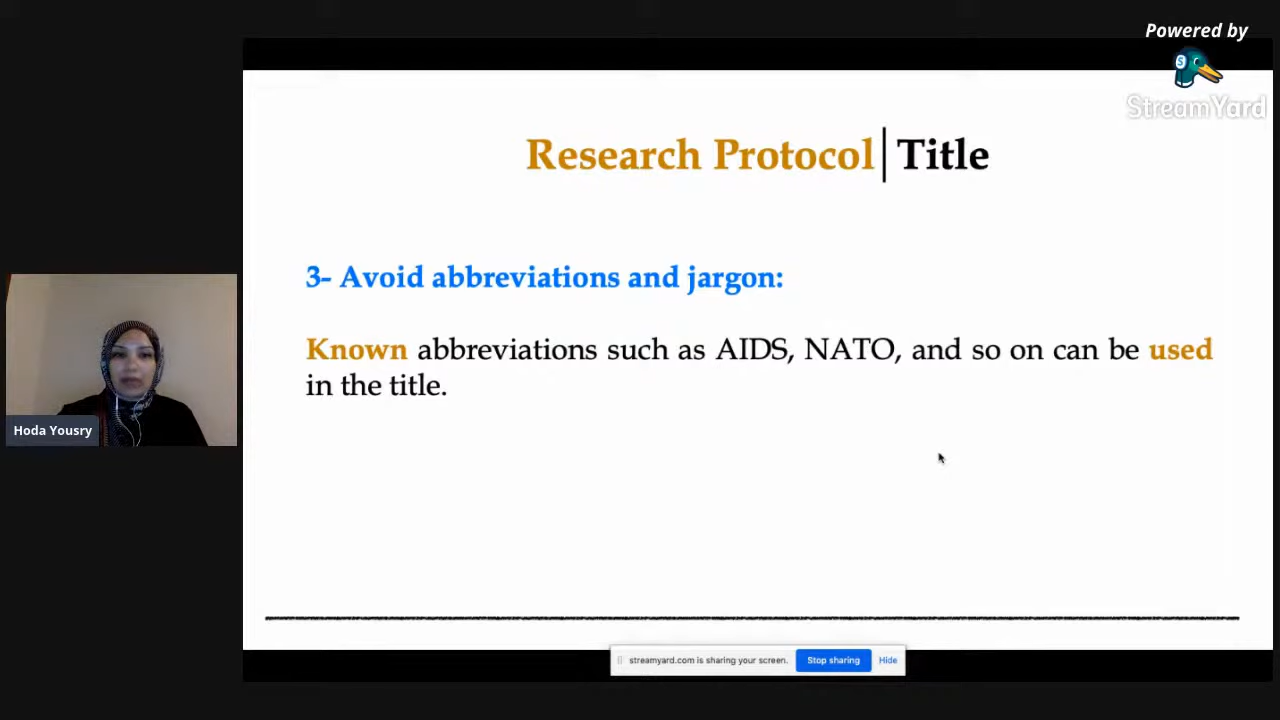 Powered by
StreamYard
Research Protocol | Title
3- Avoid abbreviations and jargon:
Known abbreviations such as AIDS, NATO, and so on can be used
in the title.
Hoda Yousry
streamyard.com is sharing your screen. Stop sharing Hide